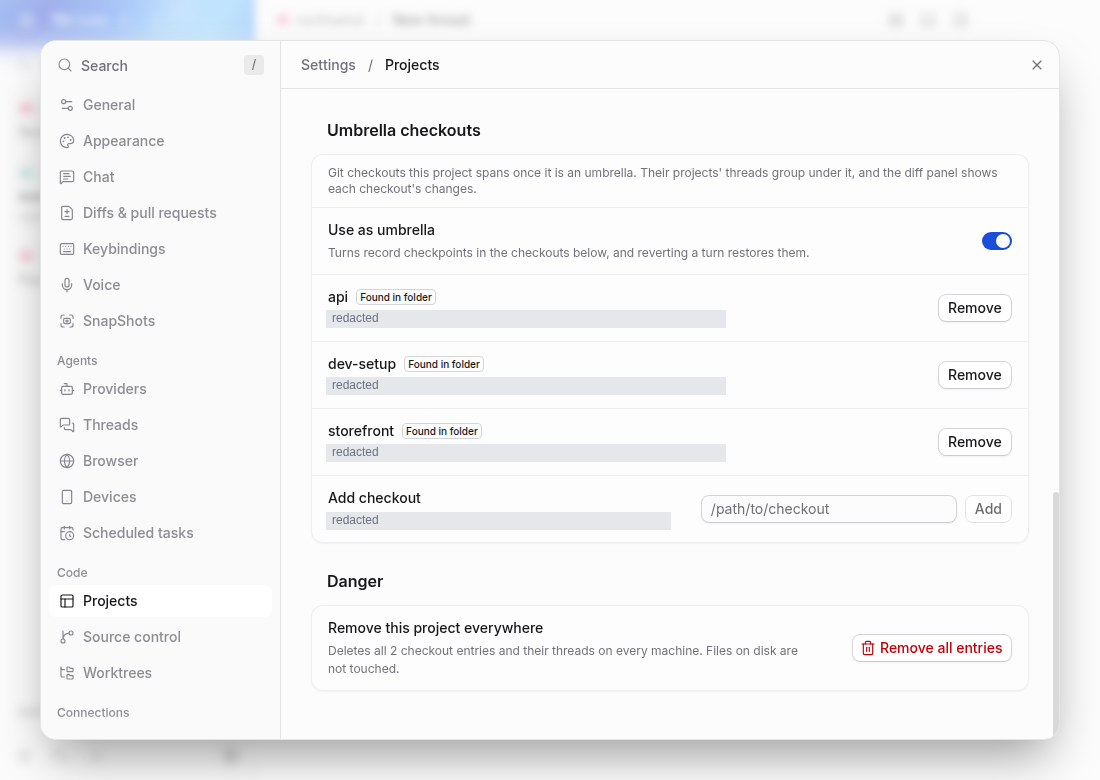 Search
/
General
Appearance
Chat
Diffs & pull requests
Keybindings
Voice
SnapShots
Agents
Providers
Threads
Browser
Devices
Scheduled tasks
Code
Projects
Source control
Worktrees
Connections
Settings / Projects
Umbrella checkouts
Git checkouts this project spans once it is an umbrella. Their projects' threads group under it, and the diff panel shows
each checkout's changes.
Use as umbrella
Turns record checkpoints in the checkouts below, and reverting a turn restores them.
api Found in folder
redacted
Remove
dev-setup Found in folder
redacted
Remove
storefront Found in folder
redacted
Remove
Add checkout
redacted
/path/to/checkout
Add
Danger
Remove this project everywhere
Deletes all 2 checkout entries and their threads on every machine. Files on disk are
not touched.
Remove all entries